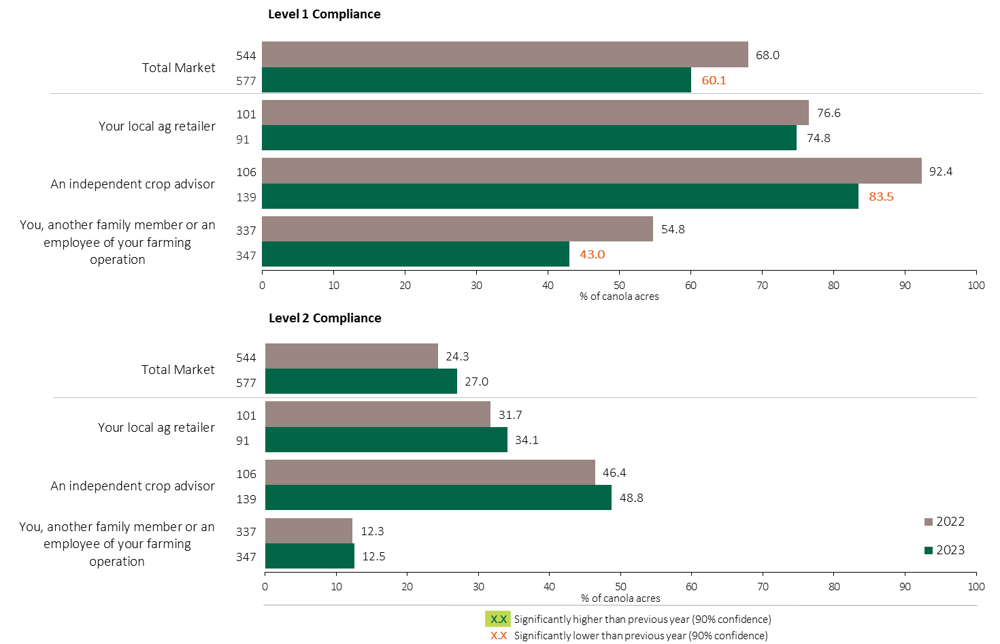 Level 1 Compliance
544 68.0
Total Market
577 60.1
101 76.6
Your local ag retailer
91 74.8
106 92.4
An independent crop advisor
139 83.5
You, another family member or an
employee of your farming
operation
337 54.8
347 43.0
0 10 20 30 40 50 60 70 80 90 100
% of canola acres
Level 2 Compliance
544 24.3
Total Market
577 27.0
101 31.7
Your local ag retailer
91 34.1
106 46.4
An independent crop advisor
139 48.8
You, another family member or an
employee of your farming
operation
337 12.3
347 12.5
2022
2023
0 10 20 30 40 50 60 70 80 90 100
% of canola acres
X.X Significantly higher than previous year (90% confidence)
X.X Significantly lower than previous year (90% confidence)